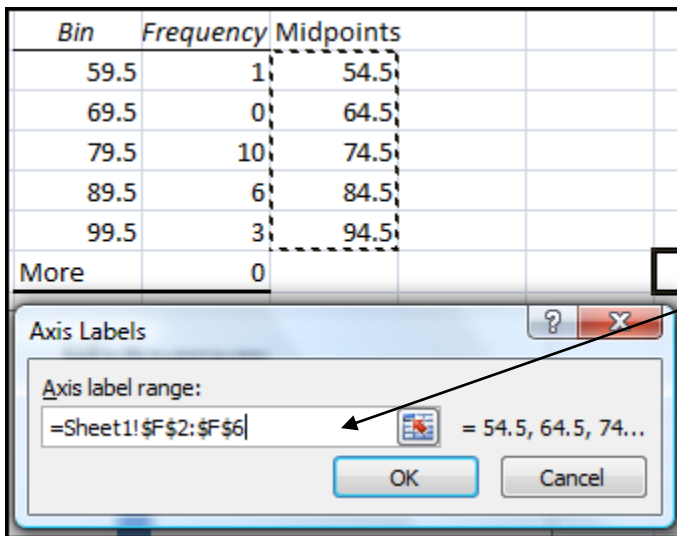 Bin Frequency Midpoints
59.5 1 54.5
69.5 0 64.5
79.5 10 74.5
89.5 6 84.5
99.5 3 94.5
More 0
Axis Labels
Axis label range:
=Sheet1!$F$2:$F$6 = 54.5, 64.5, 74...
OK Cancel